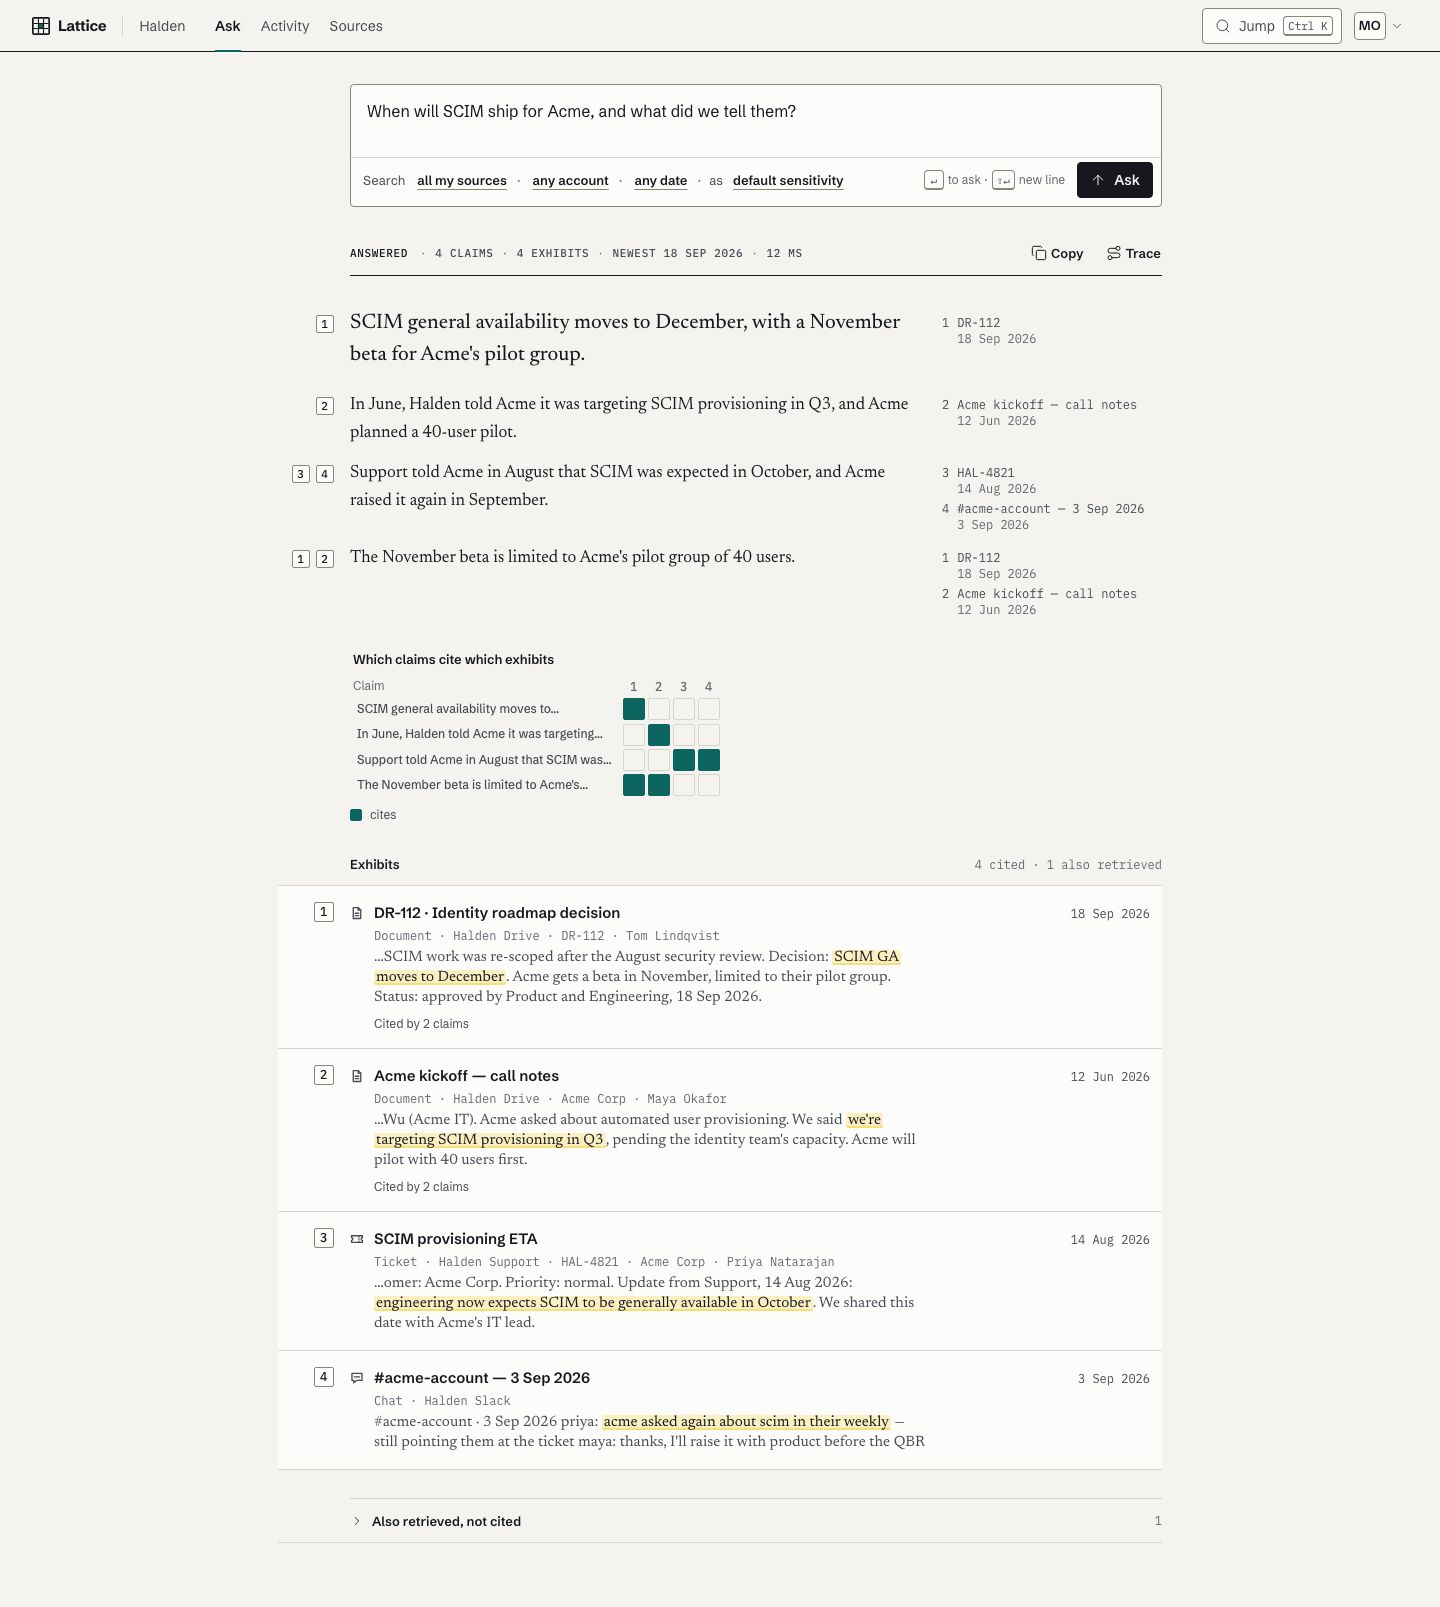 Lattice Halden Ask Activity Sources Jump Ctrl K MO
When will SCIM ship for Acme, and what did we tell them?
Search all my sources · any account · any date · as default sensitivity ↵ to ask · ⇧↵ new line Ask
ANSWERED · 4 CLAIMS · 4 EXHIBITS · NEWEST 18 SEP 2026 · 12 MS Copy Trace
1 SCIM general availability moves to December, with a November 1 DR-112
beta for Acme's pilot group. 18 Sep 2026
2 In June, Halden told Acme it was targeting SCIM provisioning in Q3, and Acme 2 Acme kickoff — call notes
planned a 40-user pilot. 12 Jun 2026
3 4 Support told Acme in August that SCIM was expected in October, and Acme 3 HAL-4821
raised it again in September. 14 Aug 2026
4 #acme-account — 3 Sep 2026
3 Sep 2026
1 2 The November beta is limited to Acme's pilot group of 40 users. 1 DR-112
18 Sep 2026
2 Acme kickoff — call notes
12 Jun 2026
Which claims cite which exhibits
Claim 1 2 3 4
SCIM general availability moves to...
In June, Halden told Acme it was targeting...
Support told Acme in August that SCIM was...
The November beta is limited to Acme's...
cites
Exhibits 4 cited · 1 also retrieved
1 DR-112 · Identity roadmap decision 18 Sep 2026
Document · Halden Drive · DR-112 · Tom Lindqvist
...SCIM work was re-scoped after the August security review. Decision: SCIM GA
moves to December. Acme gets a beta in November, limited to their pilot group.
Status: approved by Product and Engineering, 18 Sep 2026.
Cited by 2 claims
2 Acme kickoff — call notes 12 Jun 2026
Document · Halden Drive · Acme Corp · Maya Okafor
...Wu (Acme IT). Acme asked about automated user provisioning. We said we're
targeting SCIM provisioning in Q3, pending the identity team's capacity. Acme will
pilot with 40 users first.
Cited by 2 claims
3 SCIM provisioning ETA 14 Aug 2026
Ticket · Halden Support · HAL-4821 · Acme Corp · Priya Natarajan
...omer: Acme Corp. Priority: normal. Update from Support, 14 Aug 2026:
engineering now expects SCIM to be generally available in October. We shared this
date with Acme's IT lead.
4 #acme-account — 3 Sep 2026 3 Sep 2026
Chat · Halden Slack
#acme-account · 3 Sep 2026 priya: acme asked again about scim in their weekly —
still pointing them at the ticket maya: thanks, I'll raise it with product before the QBR
Also retrieved, not cited 1